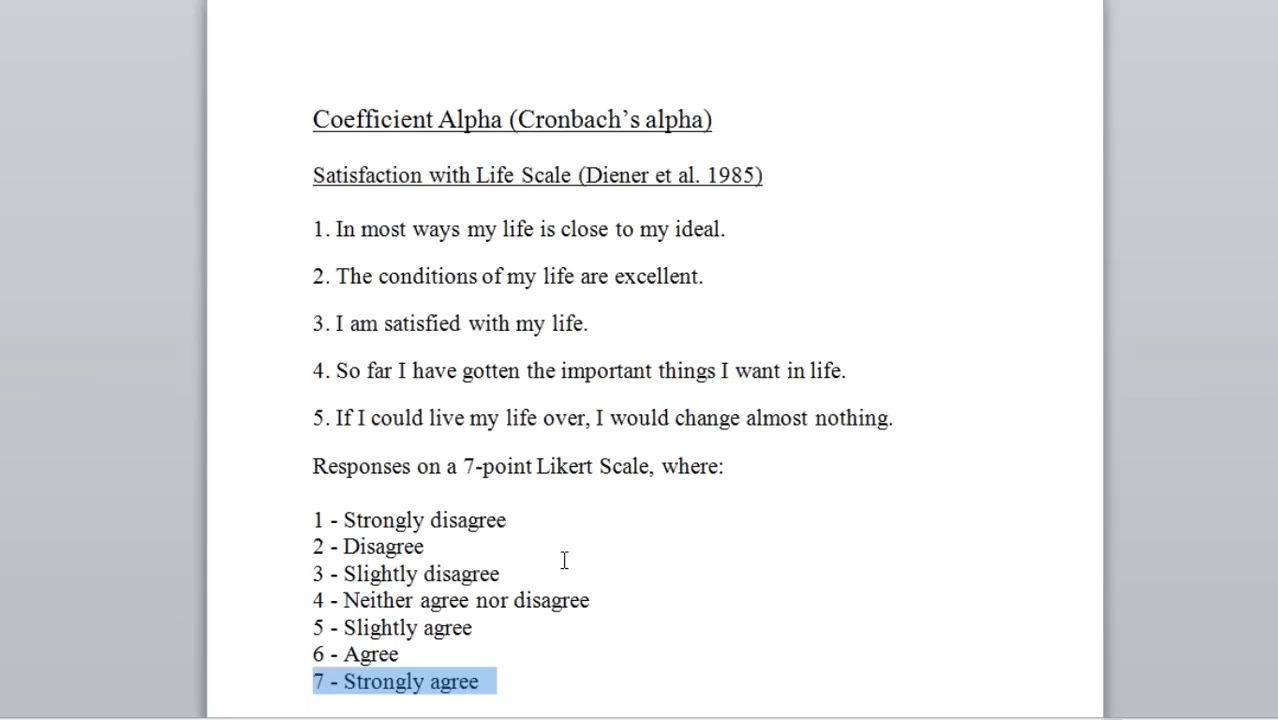 Coefficient Alpha (Cronbach’s alpha)
Satisfaction with Life Scale (Diener et al. 1985)
1. In most ways my life is close to my ideal.
2. The conditions of my life are excellent.
3. I am satisfied with my life.
4. So far I have gotten the important things I want in life.
5. If I could live my life over, I would change almost nothing.
Responses on a 7-point Likert Scale, where:
1 - Strongly disagree
2 - Disagree
3 - Slightly disagree
4 - Neither agree nor disagree
5 - Slightly agree
6 - Agree
7 - Strongly agree